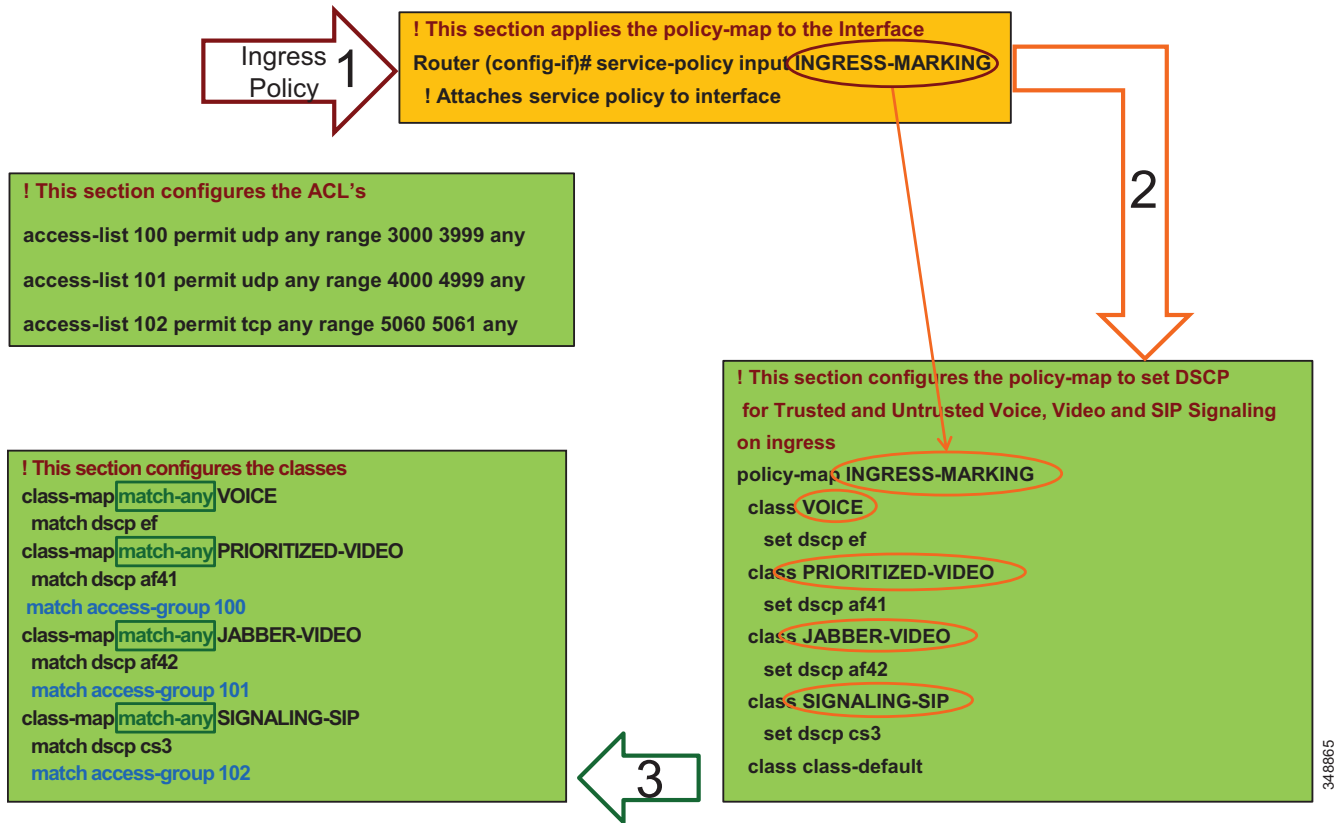 Ingress
Policy
1
! This section applies the policy-map to the Interface
Router (config-if)# service-policy input INGRESS-MARKING
! Attaches service policy to interface
2
! This section configures the ACL's
access-list 100 permit udp any range 3000 3999 any
access-list 101 permit udp any range 4000 4999 any
access-list 102 permit tcp any range 5060 5061 any
! This section configures the policy-map to set DSCP
for Trusted and Untrusted Voice, Video and SIP Signaling
on ingress
policy-map INGRESS-MARKING
class VOICE
set dscp ef
class PRIORITIZED-VIDEO
set dscp af41
class JABBER-VIDEO
set dscp af42
class SIGNALING-SIP
set dscp cs3
class class-default
! This section configures the classes
class-map match-any VOICE
match dscp ef
class-map match-any PRIORITIZED-VIDEO
match dscp af41
match access-group 100
class-map match-any JABBER-VIDEO
match dscp af42
match access-group 101
class-map match-any SIGNALING-SIP
match dscp cs3
match access-group 102
3
348865